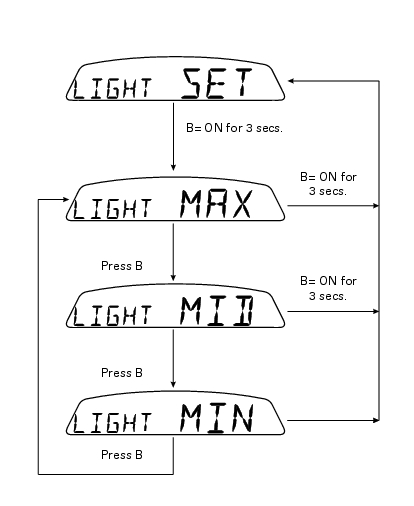 LIGHT SET
B= ON for 3 secs.
B= ON for
3 secs.
LIGHT MAX
Press B
B= ON for
3 secs.
LIGHT MID
Press B
LIGHT MIN
Press B